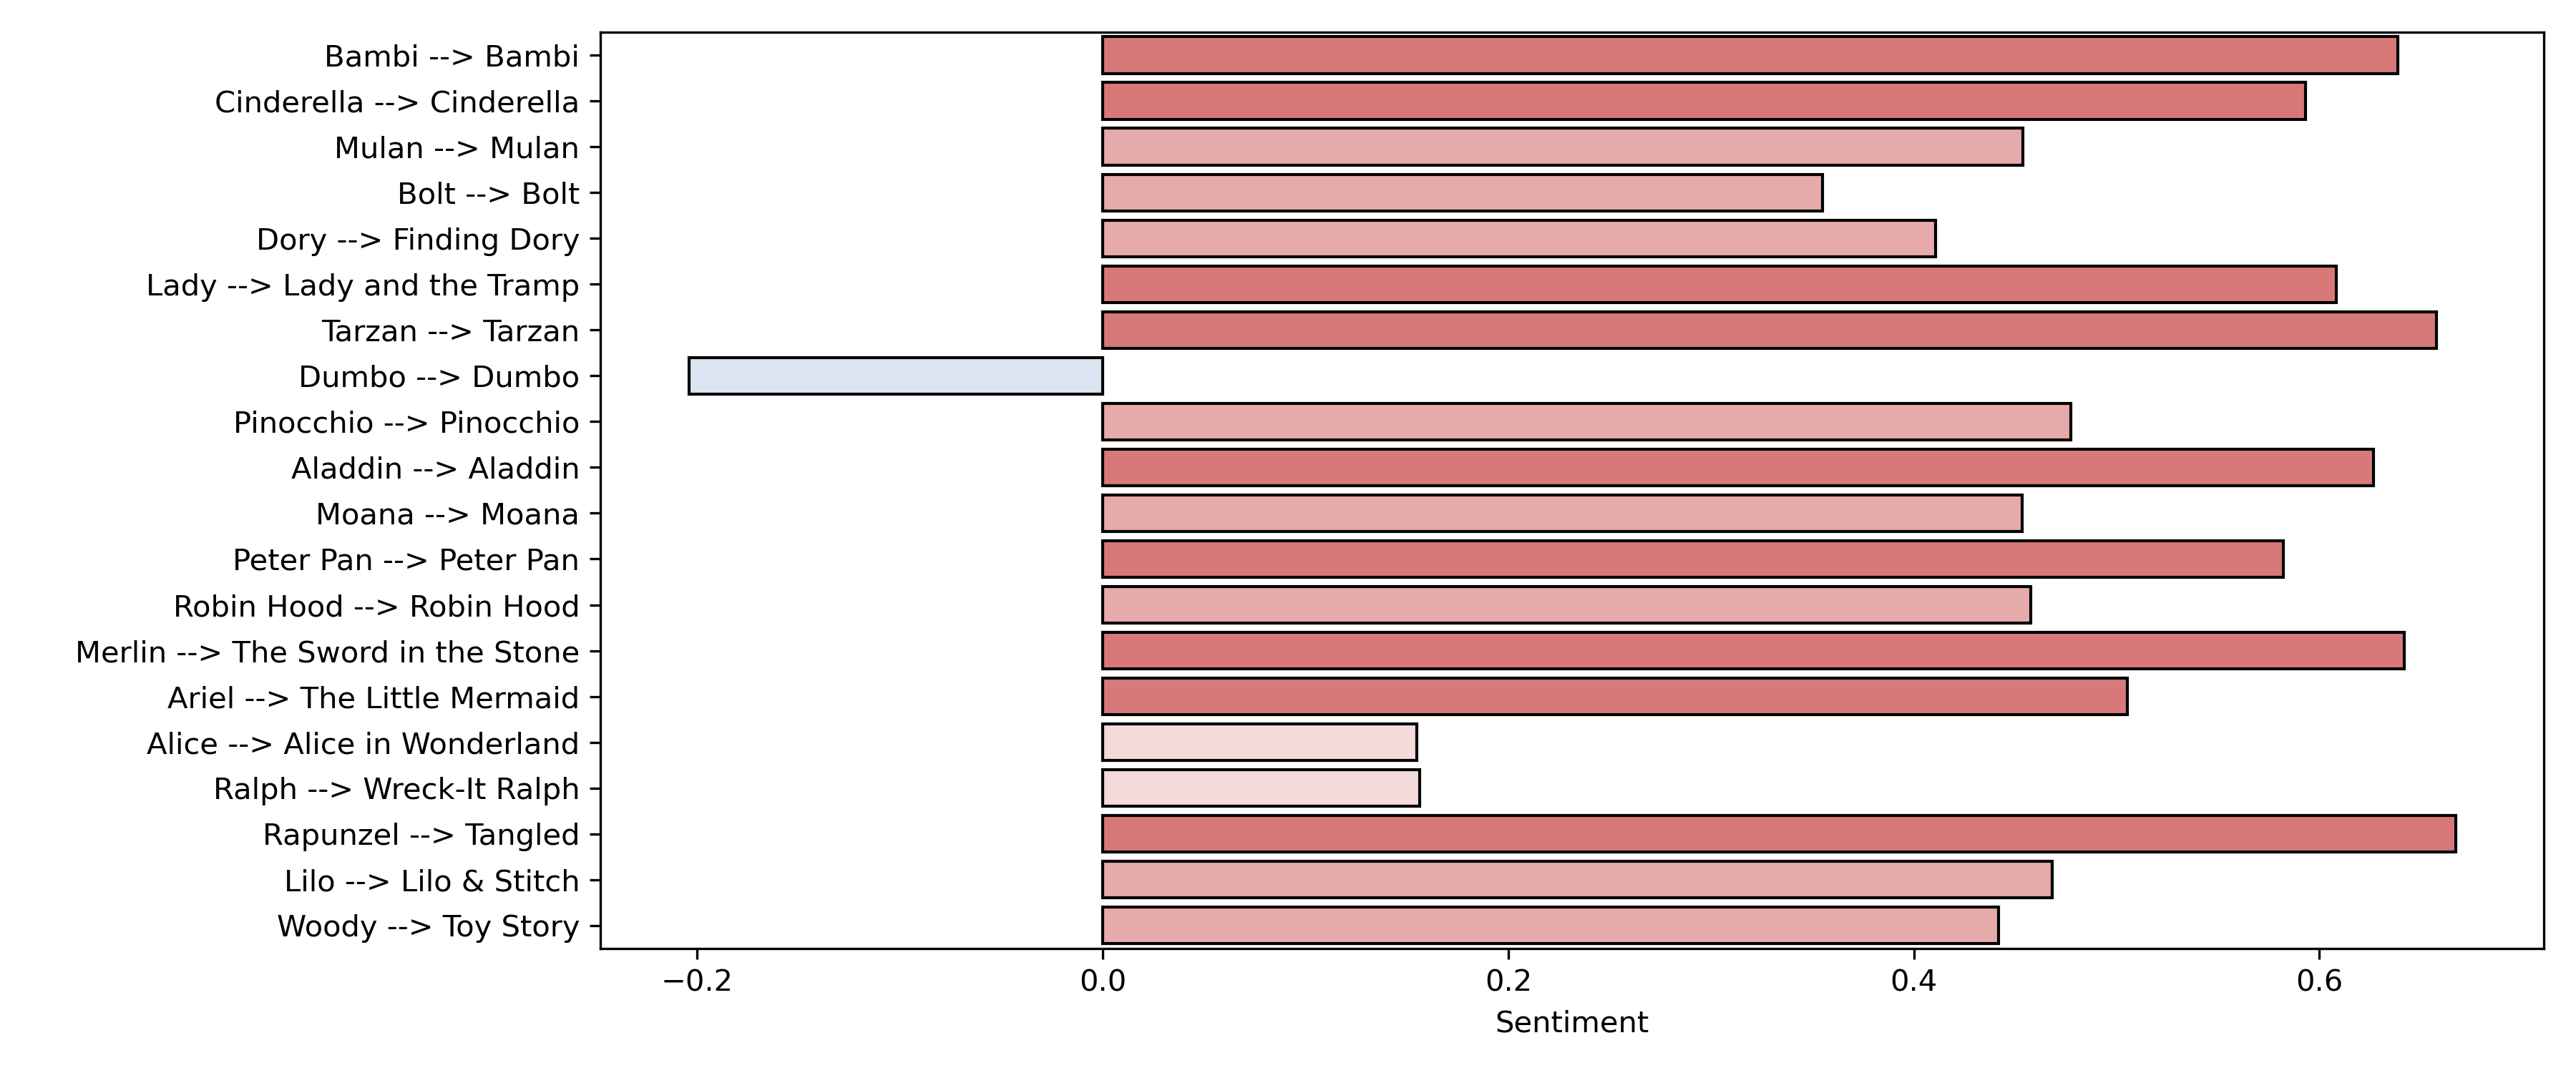 Bambi --> Bambi
Cinderella --> Cinderella
Mulan --> Mulan
Bolt --> Bolt
Dory --> Finding Dory
Lady --> Lady and the Tramp
Tarzan --> Tarzan
Dumbo --> Dumbo
Pinocchio --> Pinocchio
Aladdin --> Aladdin
Moana --> Moana
Peter Pan --> Peter Pan
Robin Hood --> Robin Hood
Merlin --> The Sword in the Stone
Ariel --> The Little Mermaid
Alice --> Alice in Wonderland
Ralph --> Wreck-It Ralph
Rapunzel --> Tangled
Lilo --> Lilo & Stitch
Woody --> Toy Story
−0.2 0.0 0.2 0.4 0.6
Sentiment